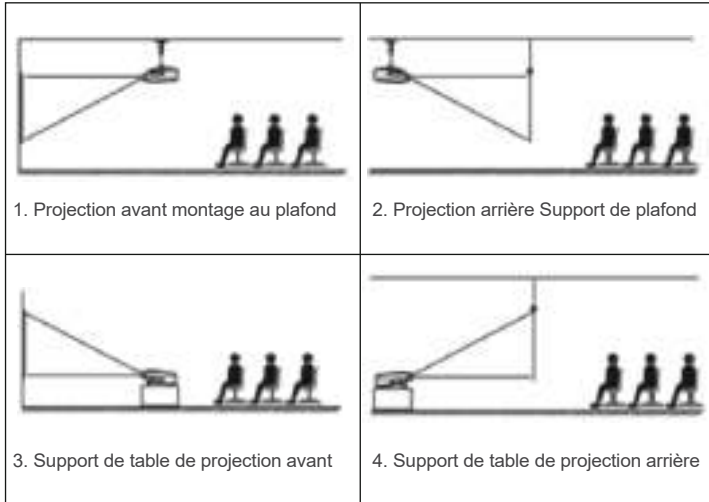 1. Projection avant montage au plafond
2. Projection arrière Support de plafond
3. Support de table de projection avant
4. Support de table de projection arrière